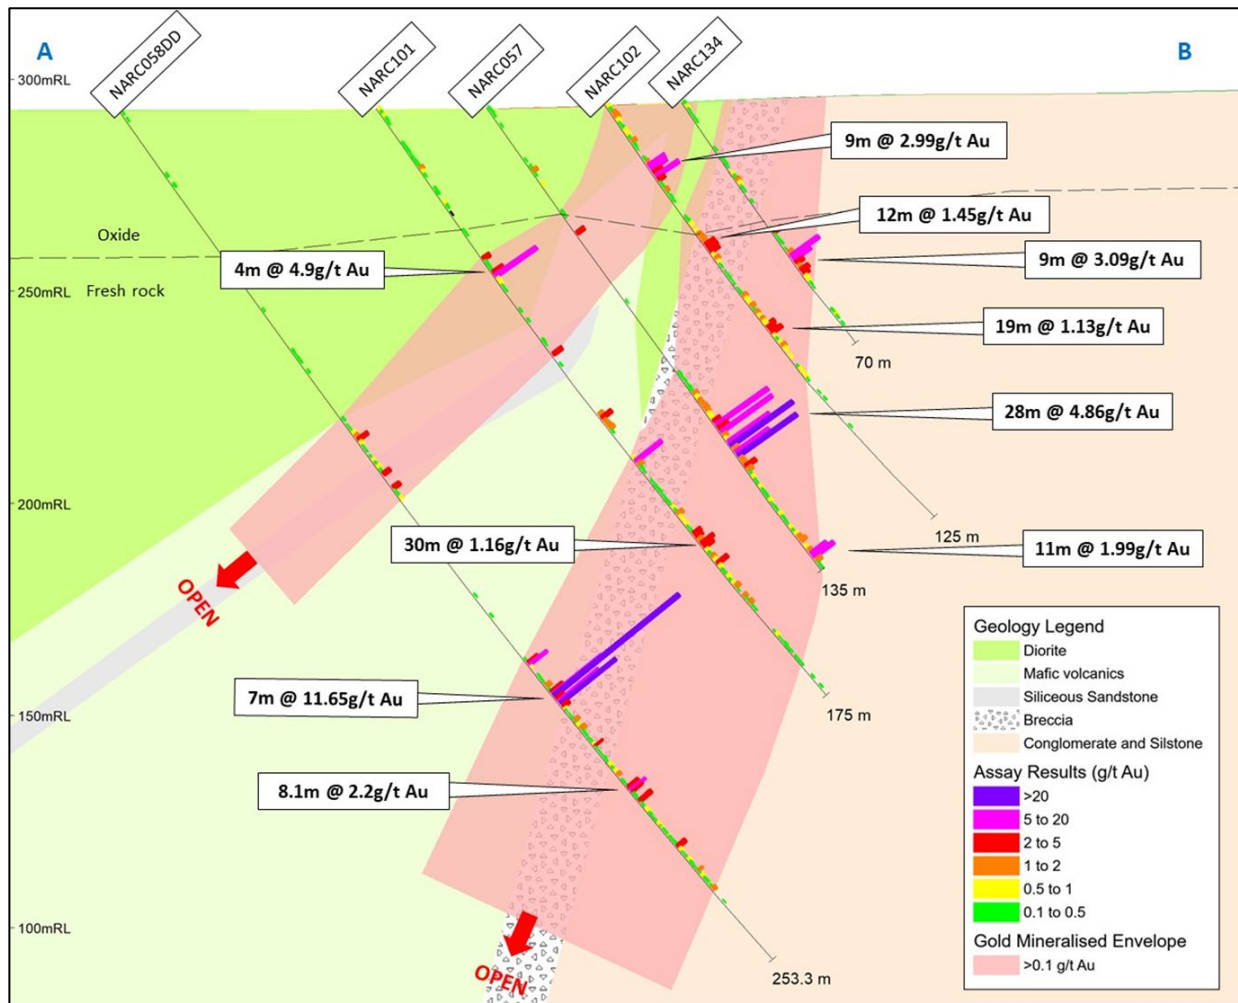 A
B
NARC058DD
NARC101
NARC057
NARC102
NARC134
300mRL
9m @ 2.99g/t Au
12m @ 1.45g/t Au
Oxide
4m @ 4.9g/t Au
9m @ 3.09g/t Au
Fresh rock
250mRL
19m @ 1.13g/t Au
70 m
28m @ 4.86g/t Au
200mRL
125 m
30m @ 1.16g/t Au
11m @ 1.99g/t Au
135 m
OPEN
175 m
7m @ 11.65g/t Au
150mRL
8.1m @ 2.2g/t Au
100mRL
OPEN
253.3 m
Geology Legend
Diorite
Mafic volcanics
Siliceous Sandstone
Breccia
Conglomerate and Silstone
Assay Results (g/t Au)
>20
5 to 20
2 to 5
1 to 2
0.5 to 1
0.1 to 0.5
Gold Mineralised Envelope
>0.1 g/t Au